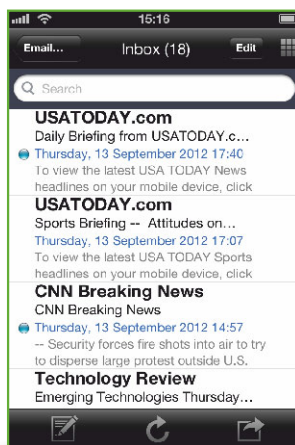 15:16
Email...
Inbox (18)
Edit
Search
USATODAY.com
Daily Briefing from USATODAY.c...
Thursday, 13 September 2012 17:40
To view the latest USA TODAY News
headlines on your mobile device, click
USATODAY.com
Sports Briefing -- Attitudes on...
Thursday, 13 September 2012 17:07
To view the latest USA TODAY Sports
headlines on your mobile device, click
CNN Breaking News
CNN Breaking News
Thursday, 13 September 2012 14:57
-- Security forces fire shots into air to try
to disperse large protest outside U.S.
Technology Review
Emerging Technologies Thursday...